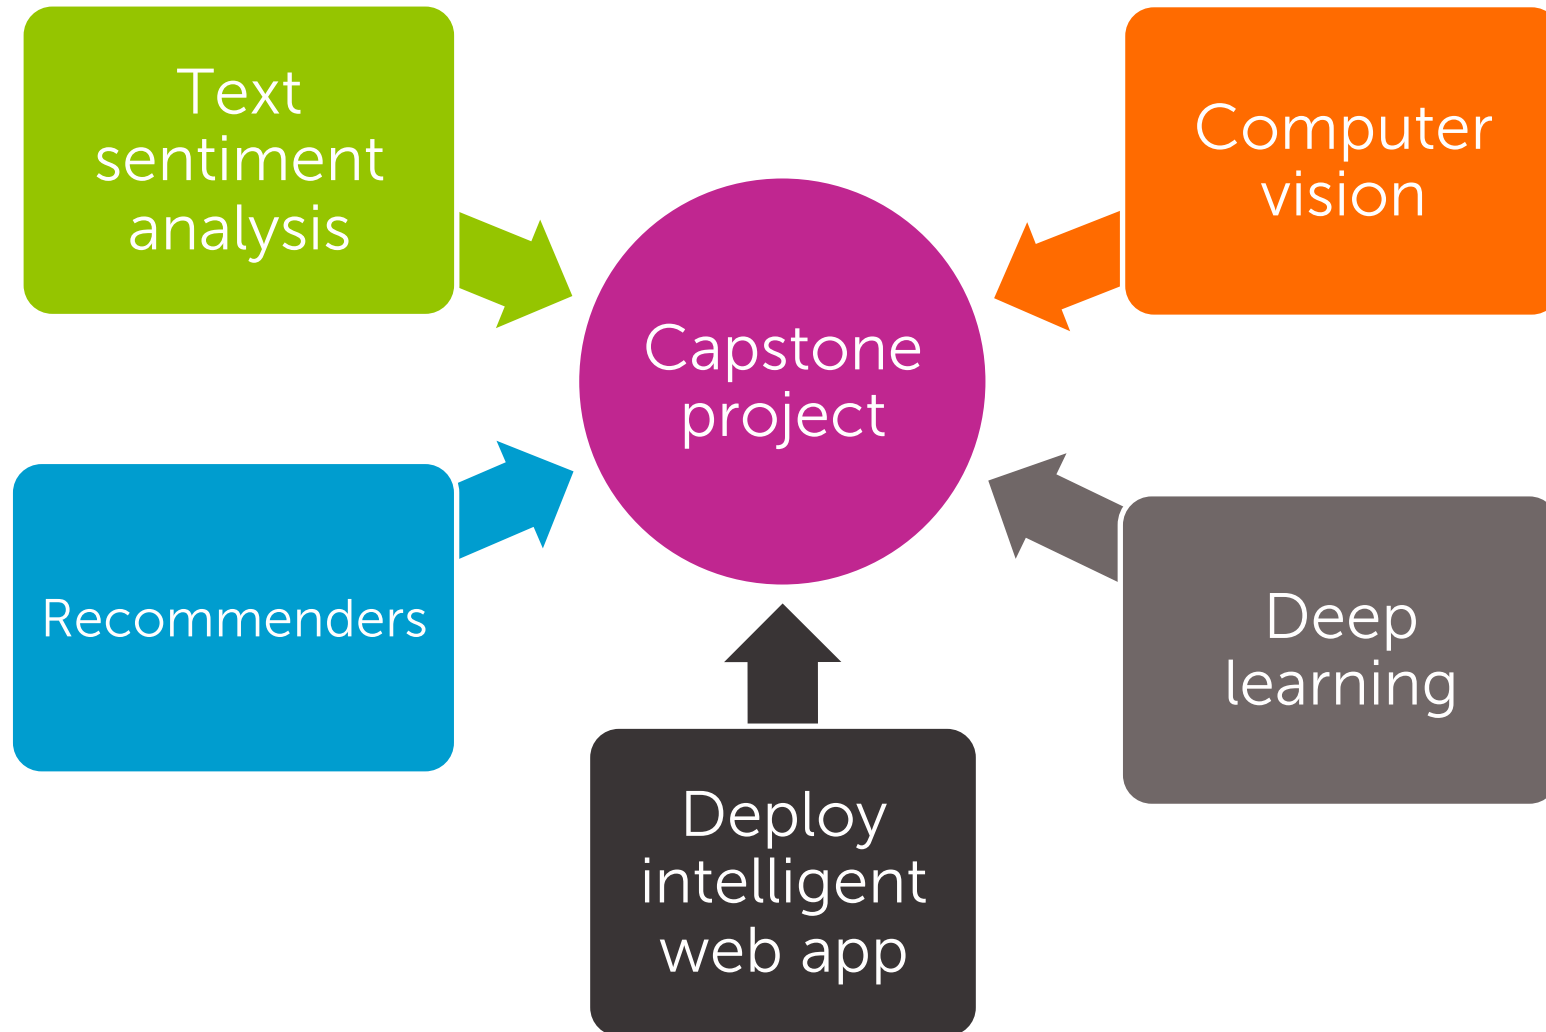 Text
sentiment
analysis
Computer
vision
Capstone
project
Recommenders
Deep
learning
Deploy
intelligent
web app